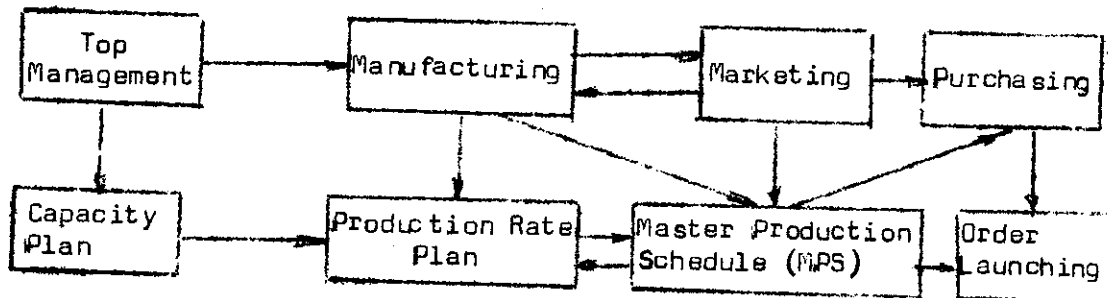 Top
Management
Manufacturing
Marketing
Purchasing
Capacity
Plan
Production Rate
Plan
Master Production
Schedule (MPS)
Order
Launching